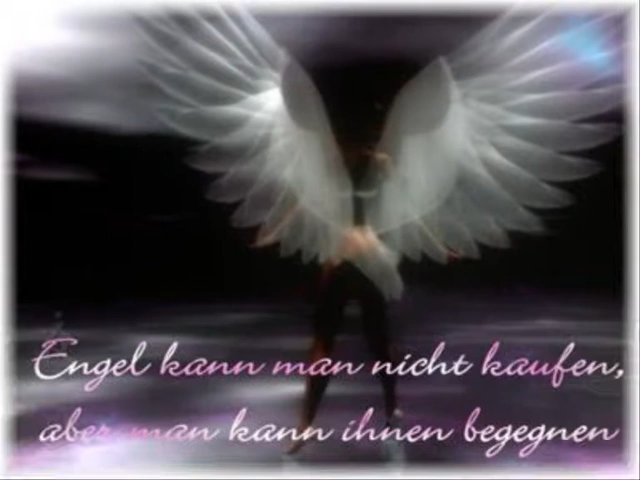 Engel kann man nicht kaufen,
aber man kann ihnen begegnen